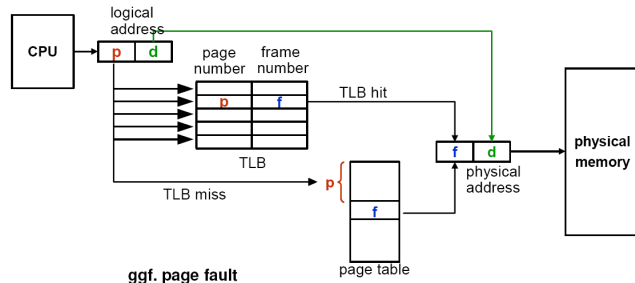 logical
address
CPU
p d
page
number
frame
number
TLB hit
p f
TLB
TLB miss
p
f
page table
f d
physical
address
physical
memory
ggf. page fault